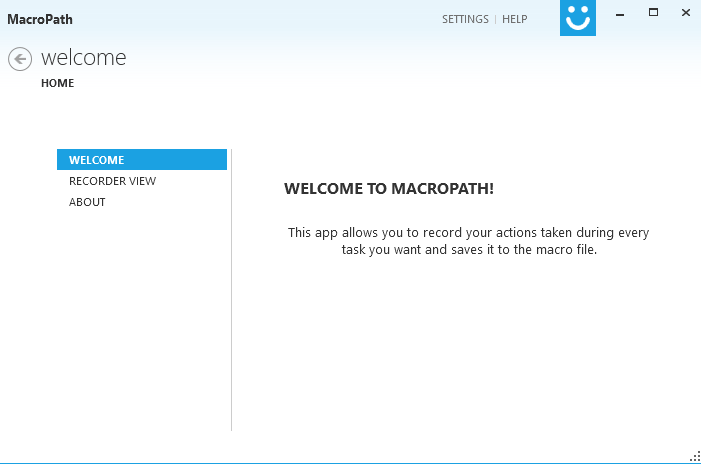 MacroPath
SETTINGS | HELP
welcome
HOME
WELCOME
RECORDER VIEW
ABOUT
WELCOME TO MACROPATH!
This app allows you to record your actions taken during every
task you want and saves it to the macro file.